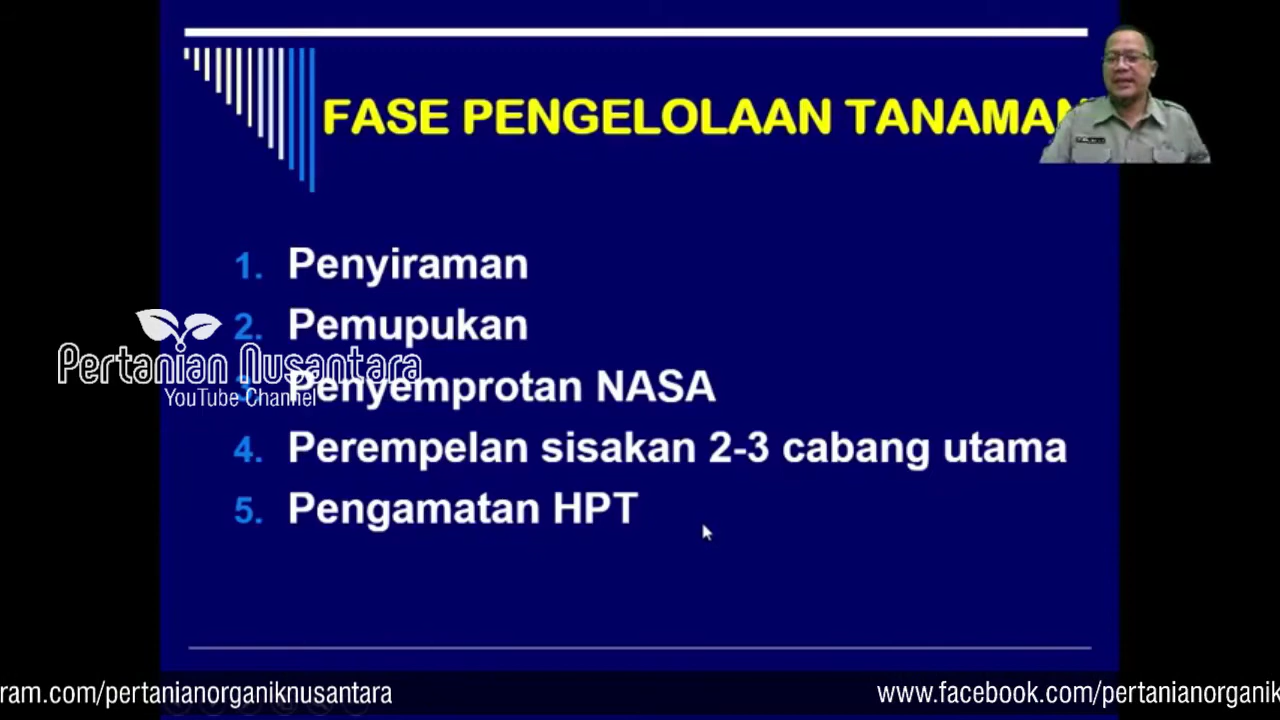 FASE PENGELOLAAN TANAMAN
1. Penyiraman
2. Pemupukan
3. Penyemprotan NASA
4. Perempelan sisakan 2-3 cabang utama
5. Pengamatan HPT
Pertanian Nusantara
YouTube Channel
ram.com/pertanianorganiknusantara
www.facebook.com/pertanianorganik